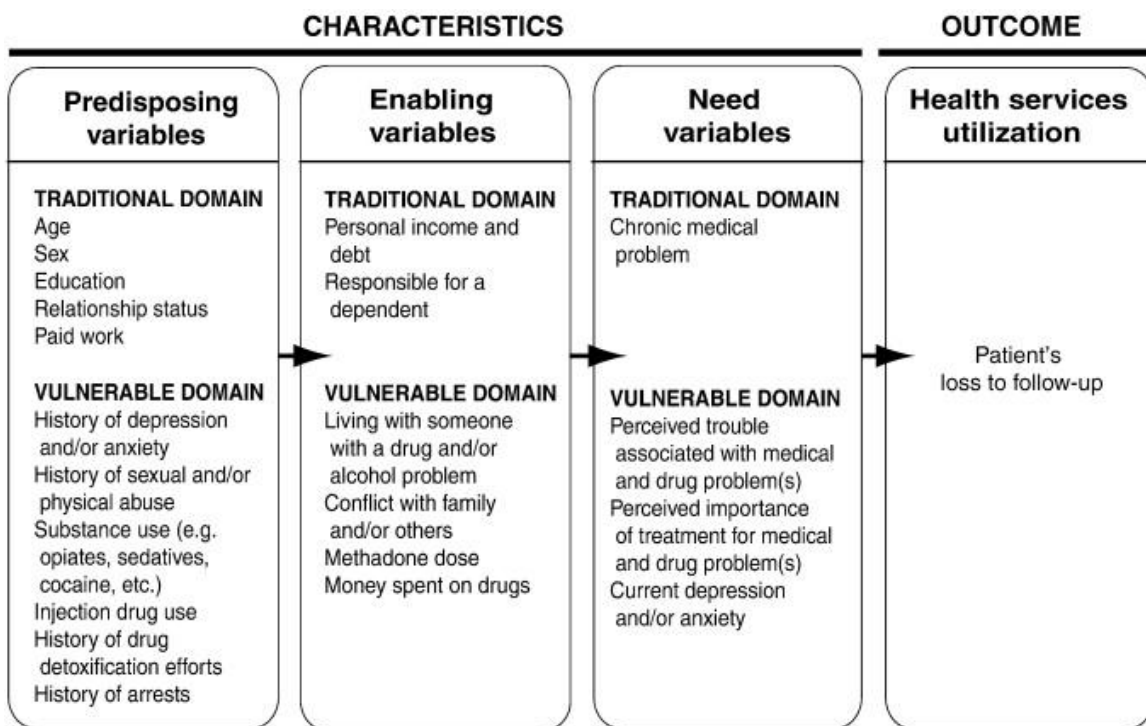 CHARACTERISTICS
OUTCOME
Predisposing
variables
TRADITIONAL DOMAIN
Age
Sex
Education
Relationship status
Paid work
VULNERABLE DOMAIN
History of depression
and/or anxiety
History of sexual and/or
physical abuse
Substance use (e.g.
opiates, sedatives,
cocaine, etc.)
Injection drug use
History of drug
detoxification efforts
History of arrests
Enabling
variables
TRADITIONAL DOMAIN
Personal income and
debt
Responsible for a
dependent
VULNERABLE DOMAIN
Living with someone
with a drug and/or
alcohol problem
Conflict with family
and/or others
Methadone dose
Money spent on drugs
Need
variables
TRADITIONAL DOMAIN
Chronic medical
problem
VULNERABLE DOMAIN
Perceived trouble
associated with medical
and drug problem(s)
Perceived importance
of treatment for medical
and drug problem(s)
Current depression
and/or anxiety
Health services
utilization
Patient's
loss to follow-up